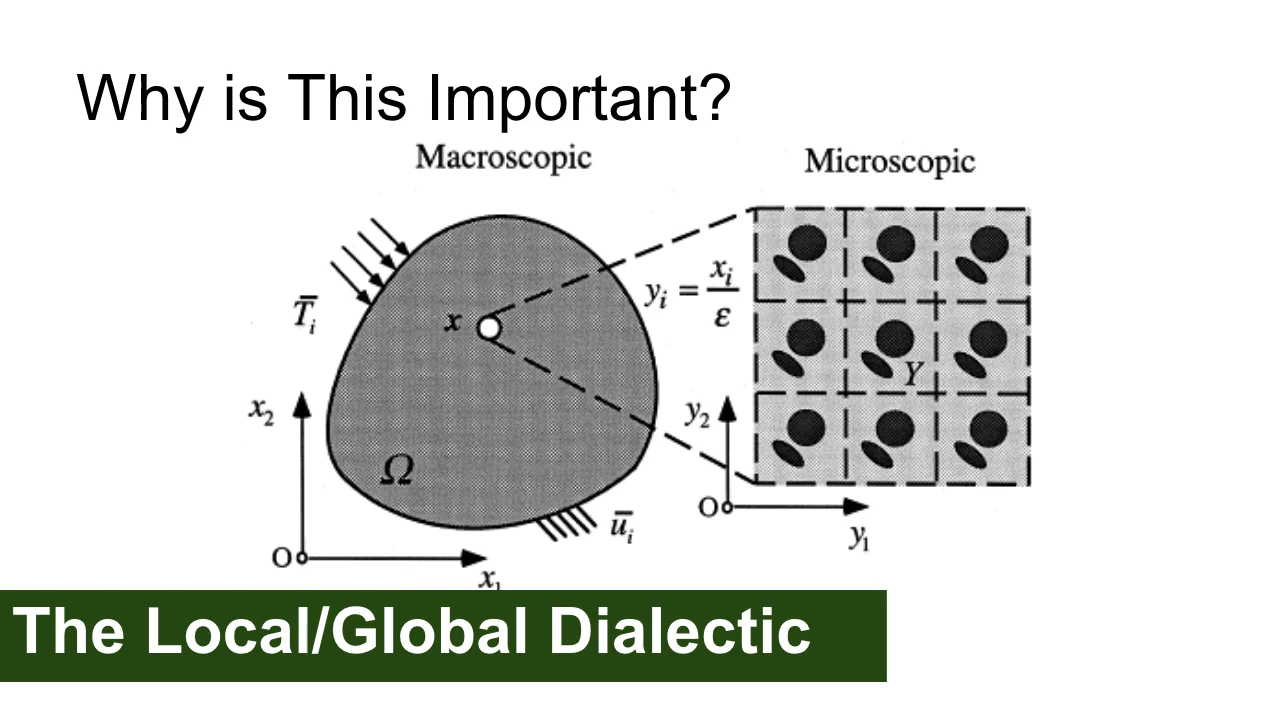 Why is This Important?
Macroscopic
Microscopic
T̄ᵢ
x
yᵢ = xᵢ/ε
Y
x₂
Ω
y₂
O
y₁
ūᵢ
O
x₁
The Local/Global Dialectic